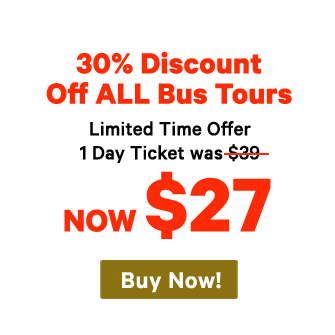 30% Discount
Off ALL Bus Tours
Limited Time Offer
1 Day Ticket was $39
NOW $27
Buy Now!